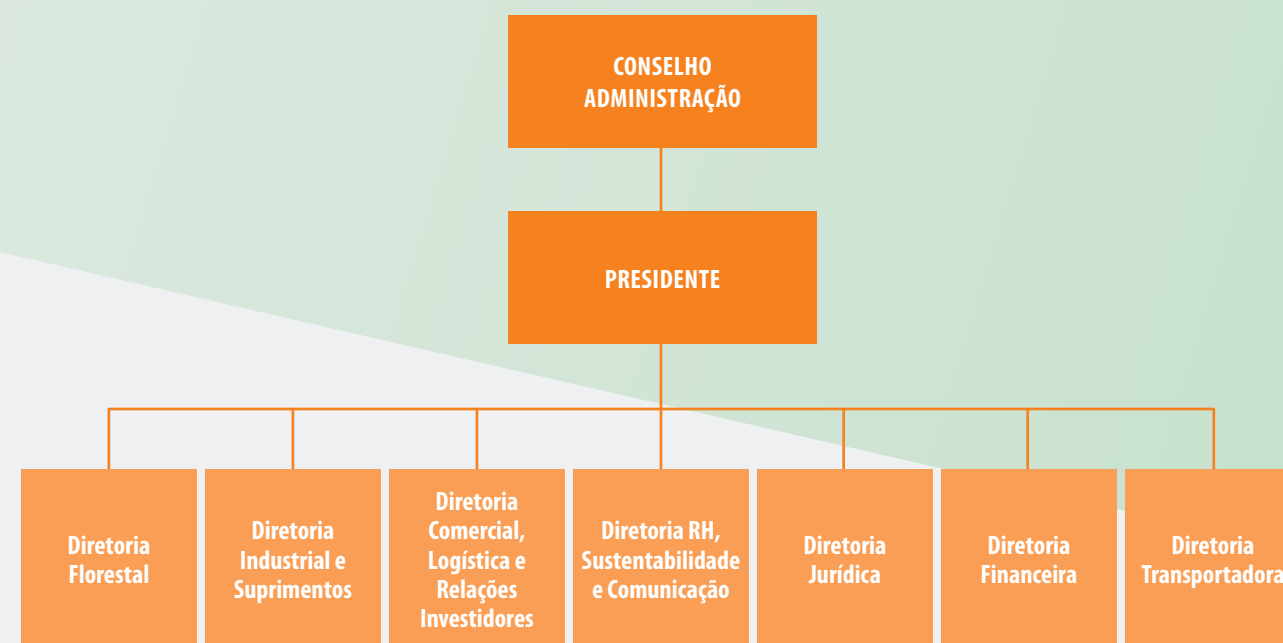 CONSELHO
ADMINISTRAÇÃO
PRESIDENTE
Diretoria
Florestal
Diretoria
Industrial e
Suprimentos
Diretoria
Comercial,
Logística e
Relações
Investidores
Diretoria RH,
Sustentabilidade
e Comunicação
Diretoria
Jurídica
Diretoria
Financeira
Diretoria
Transportadora